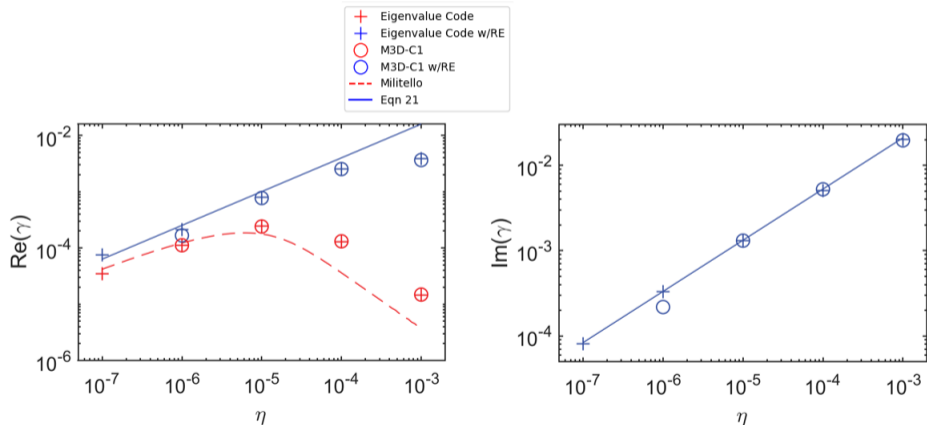 Eigenvalue Code
Eigenvalue Code w/RE
M3D-C1
M3D-C1 w/RE
Militello
Eqn 21
Re(γ)
10⁻²
10⁻⁴
10⁻⁶
10⁻⁷ 10⁻⁶ 10⁻⁵ 10⁻⁴ 10⁻³
η
Im(γ)
10⁻²
10⁻³
10⁻⁴
10⁻⁷ 10⁻⁶ 10⁻⁵ 10⁻⁴ 10⁻³
η